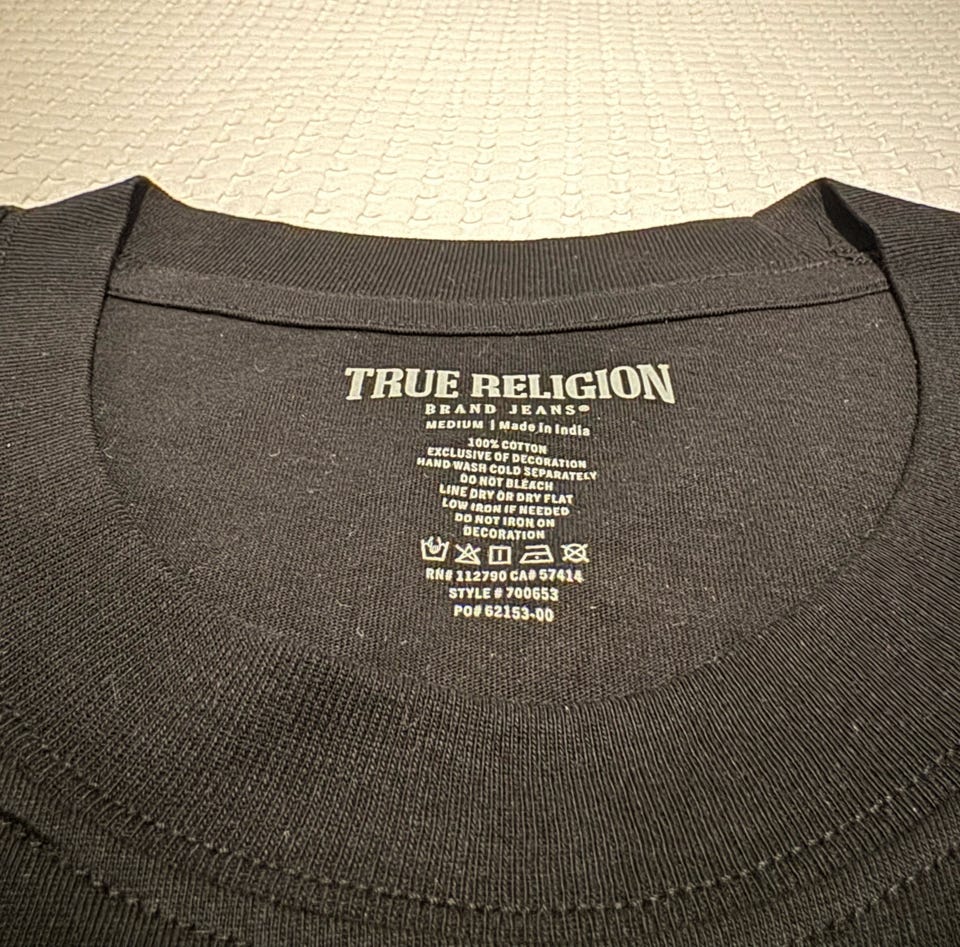 TRUE RELIGION
BRAND JEANS®
MEDIUM | Made in India
100% COTTON
EXCLUSIVE OF DECORATION
HAND WASH COLD SEPARATELY
DO NOT BLEACH
LINE DRY OR DRY FLAT
LOW IRON IF NEEDED
DO NOT IRON ON
DECORATION
RN# 112790 CA# 57414
STYLE # 700653
PO# 62153-00